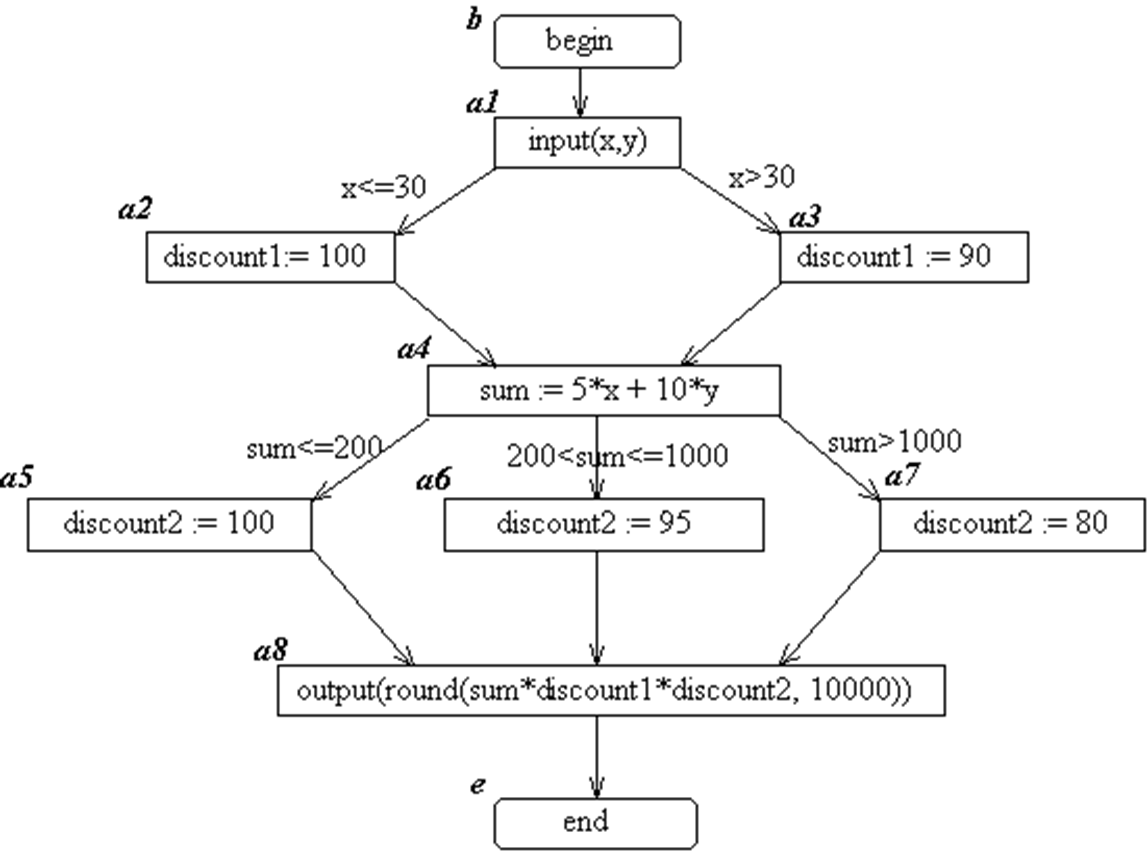 b
begin
a1
input(x,y)
x<=30
x>30
a2
a3
discount1:= 100
discount1 := 90
a4
sum := 5*x + 10*y
sum<=200
200<sum<=1000
sum>1000
a5
a6
a7
discount2 := 100
discount2 := 95
discount2 := 80
a8
output(round(sum*discount1*discount2, 10000))
e
end